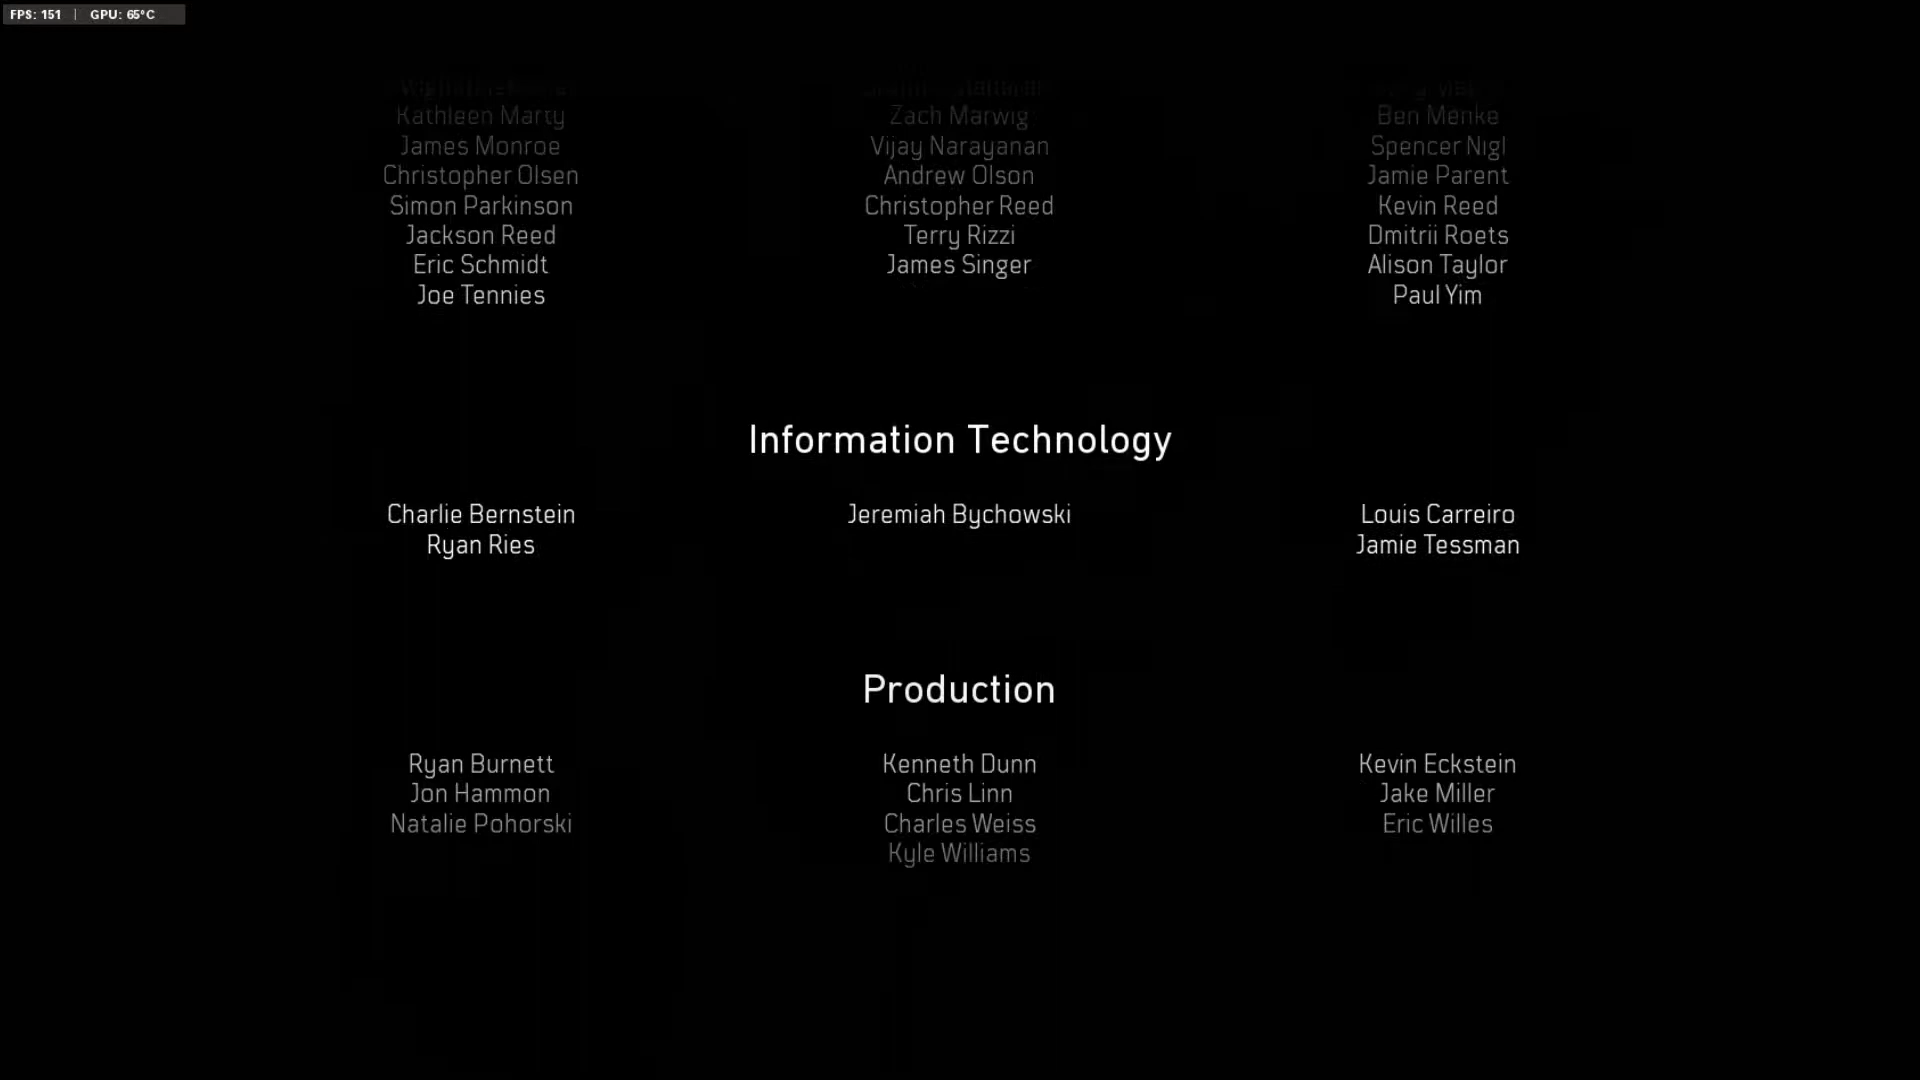 FPS: 151 | GPU: 65°C
Kathleen Marty Zach Marwig Ben Menke
James Monroe Vijay Narayanan Spencer Nigl
Christopher Olsen Andrew Olson Jamie Parent
Simon Parkinson Christopher Reed Kevin Reed
Jackson Reed Terry Rizzi Dmitrii Roets
Eric Schmidt James Singer Alison Taylor
Joe Tennies Paul Yim
Information Technology
Charlie Bernstein Jeremiah Bychowski Louis Carreiro
Ryan Ries Jamie Tessman
Production
Ryan Burnett Kenneth Dunn Kevin Eckstein
Jon Hammon Chris Linn Jake Miller
Natalie Pohorski Charles Weiss Eric Willes
Kyle Williams